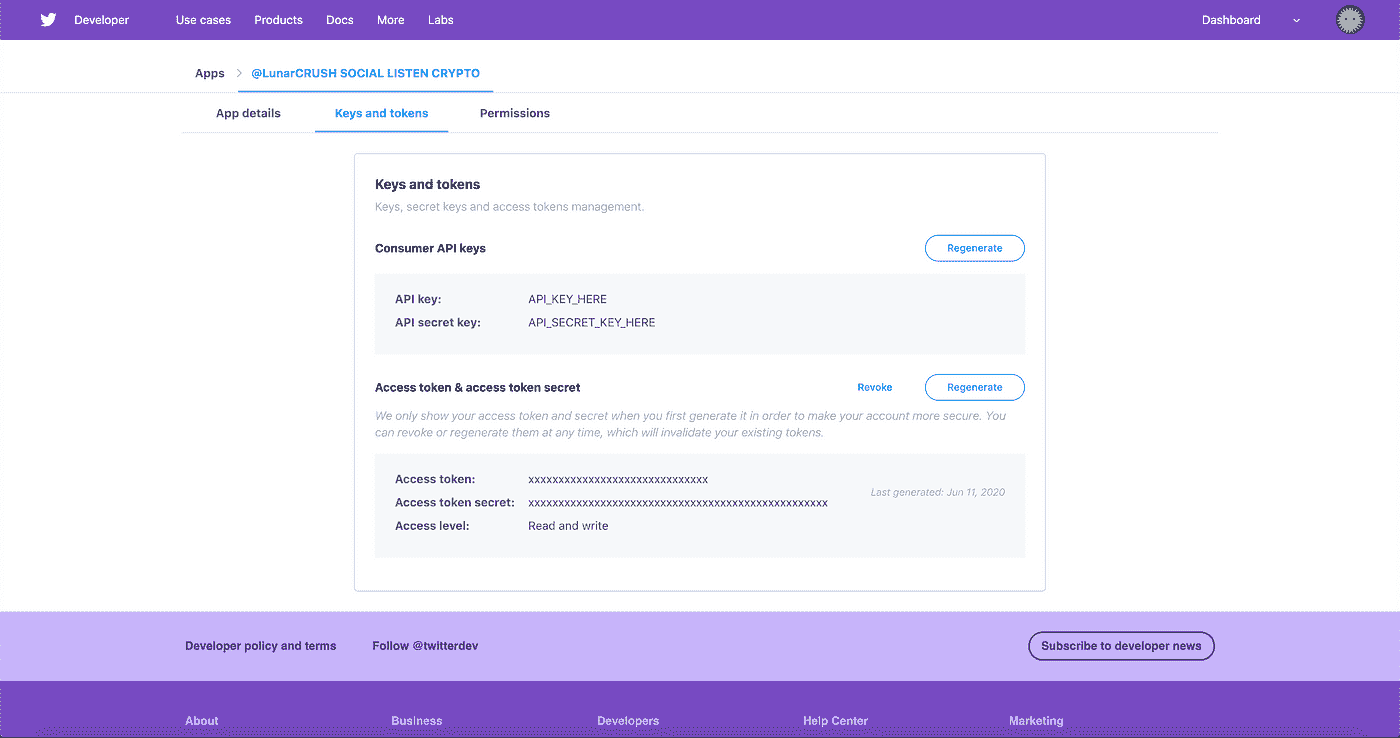 Developer Use cases Products Docs More Labs Dashboard
Apps > @LunarCRUSH SOCIAL LISTEN CRYPTO
App details Keys and tokens Permissions
Keys and tokens
Keys, secret keys and access tokens management.
Consumer API keys Regenerate
API key: API_KEY_HERE
API secret key: API_SECRET_KEY_HERE
Access token & access token secret Revoke Regenerate
We only show your access token and secret when you first generate it in order to make your account more secure. You
can revoke or regenerate them at any time, which will invalidate your existing tokens.
Access token: xxxxxxxxxxxxxxxxxxxxxxxxxxxxxx
Last generated: Jun 11, 2020
Access token secret: xxxxxxxxxxxxxxxxxxxxxxxxxxxxxxxxxxxxxxxxxxxxxxxxxx
Access level: Read and write
Developer policy and terms Follow @twitterdev Subscribe to developer news
About Business Developers Help Center Marketing